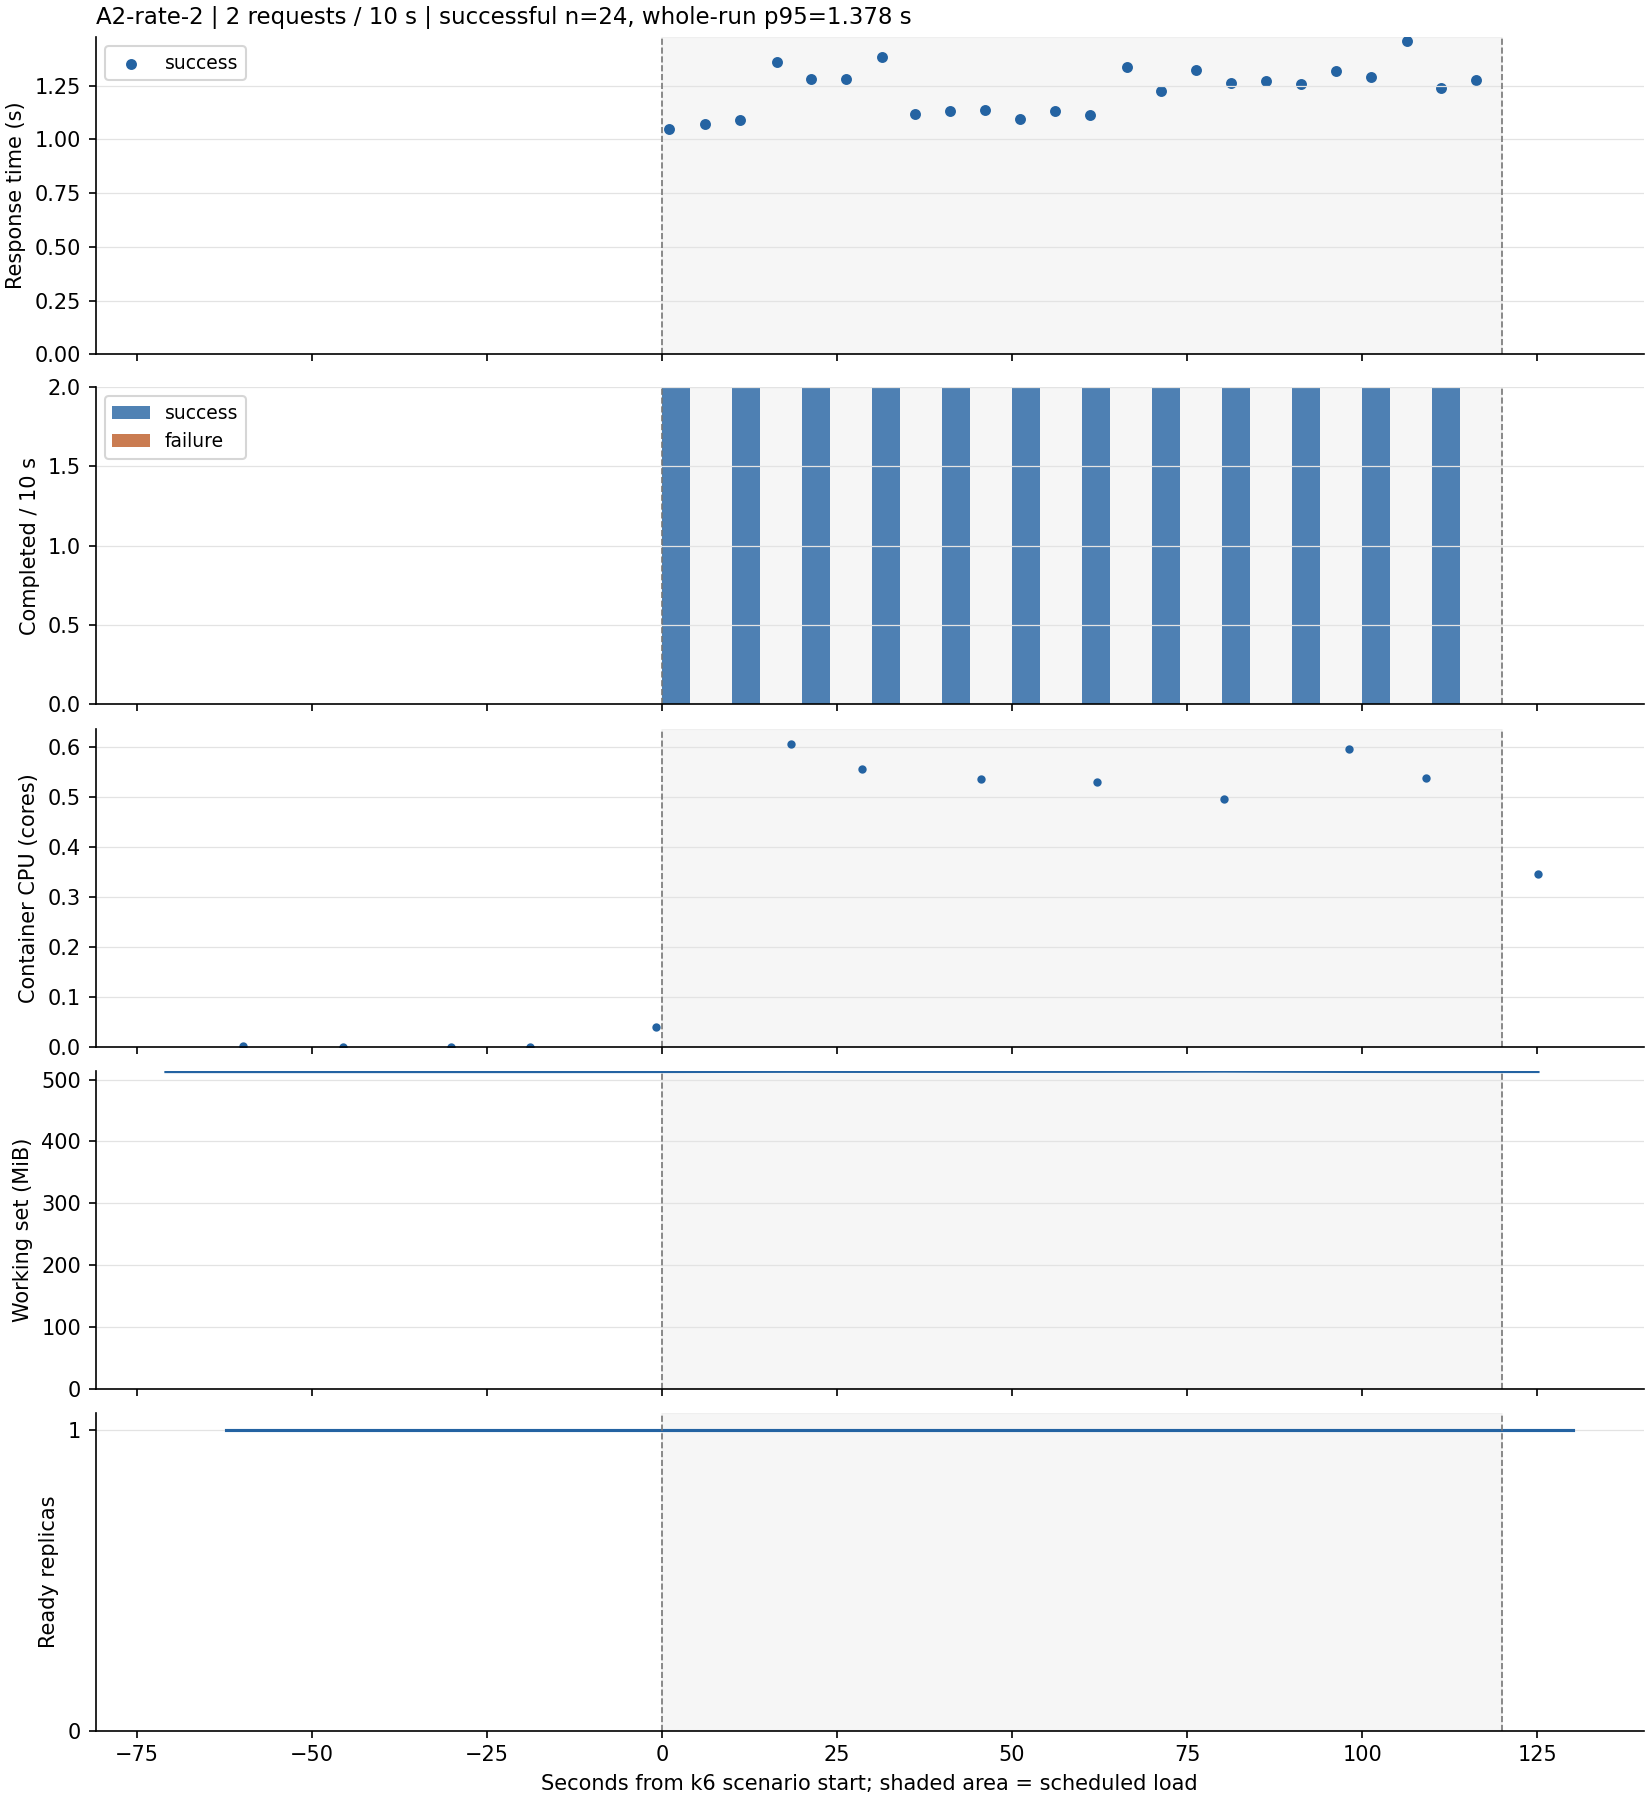 A2-rate-2 | 2 requests / 10 s | successful n=24, whole-run p95=1.378 s
Response time (s)
1.25
1.00
0.75
0.50
0.25
0.00
success
Completed / 10 s
2.0
1.5
1.0
0.5
0.0
success
failure
Container CPU (cores)
0.6
0.5
0.4
0.3
0.2
0.1
0.0
Working set (MiB)
500
400
300
200
100
0
Ready replicas
1
0
−75 −50 −25 0 25 50 75 100 125
Seconds from k6 scenario start; shaded area = scheduled load